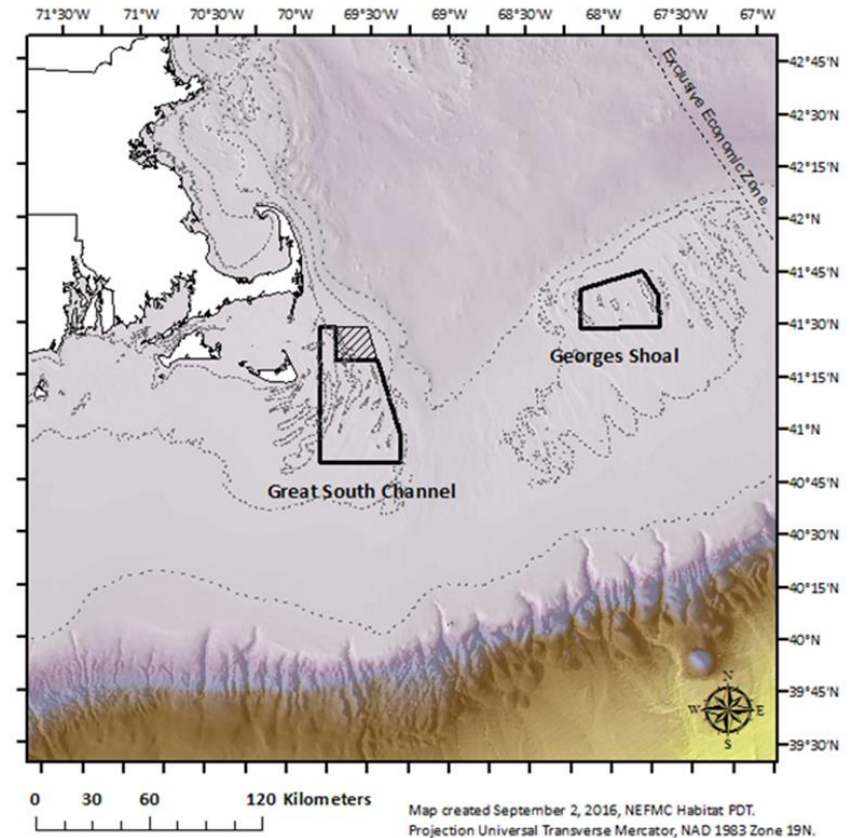 71°30'W 71°W 70°30'W 70°W 69°30'W 69°W 68°30'W 68°W 67°30'W 67°W
42°45'N
Exclusive Economic Zone
42°30'N
42°15'N
42°N
41°45'N
41°30'N
Georges Shoal
41°15'N
41°N
Great South Channel
40°45'N
40°30'N
40°15'N
40°N
N
39°45'N
W E
S
39°30'N
0 30 60 120 Kilometers
Map created September 2, 2016, NEFMC Habitat PDT.
Projection Universal Transverse Mercator, NAD 1983 Zone 19N.